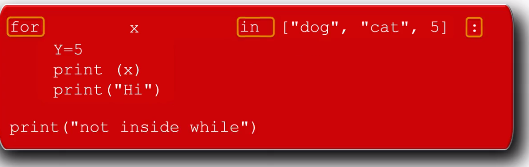 for x in ["dog", "cat", 5] :
Y=5
print (x)
print("Hi")
print("not inside while")